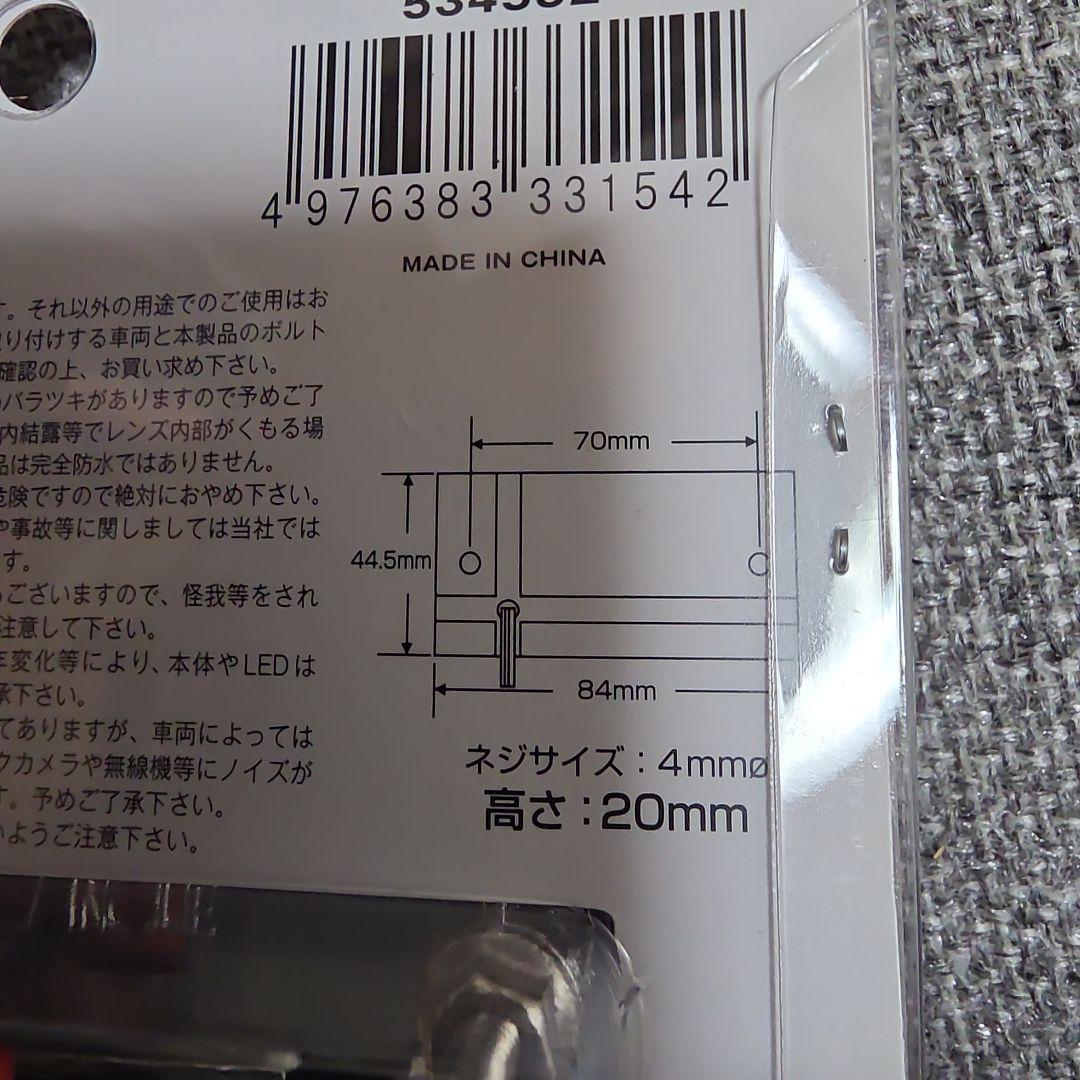 534582
4 976383 331542
MADE IN CHINA
す。それ以外の用途でのご使用はお
り付けする車両と本製品のボルト
確認の上、お買い求め下さい。
バラツキがありますので予めご了
内結露等でレンズ内部がくもる場
品は完全防水ではありません。
危険ですので絶対におやめ下さい。
や事故等に関しましては当社では
す。
ございますので、怪我等をされ
注意して下さい。
年変化等により、本体やLEDは
承下さい。
てありますが、車両によっては
クカメラや無線機等にノイズが
す。予めご了承下さい。
いようご注意下さい。
70mm
44.5mm
84mm
ネジサイズ:4mmø
高さ:20mm